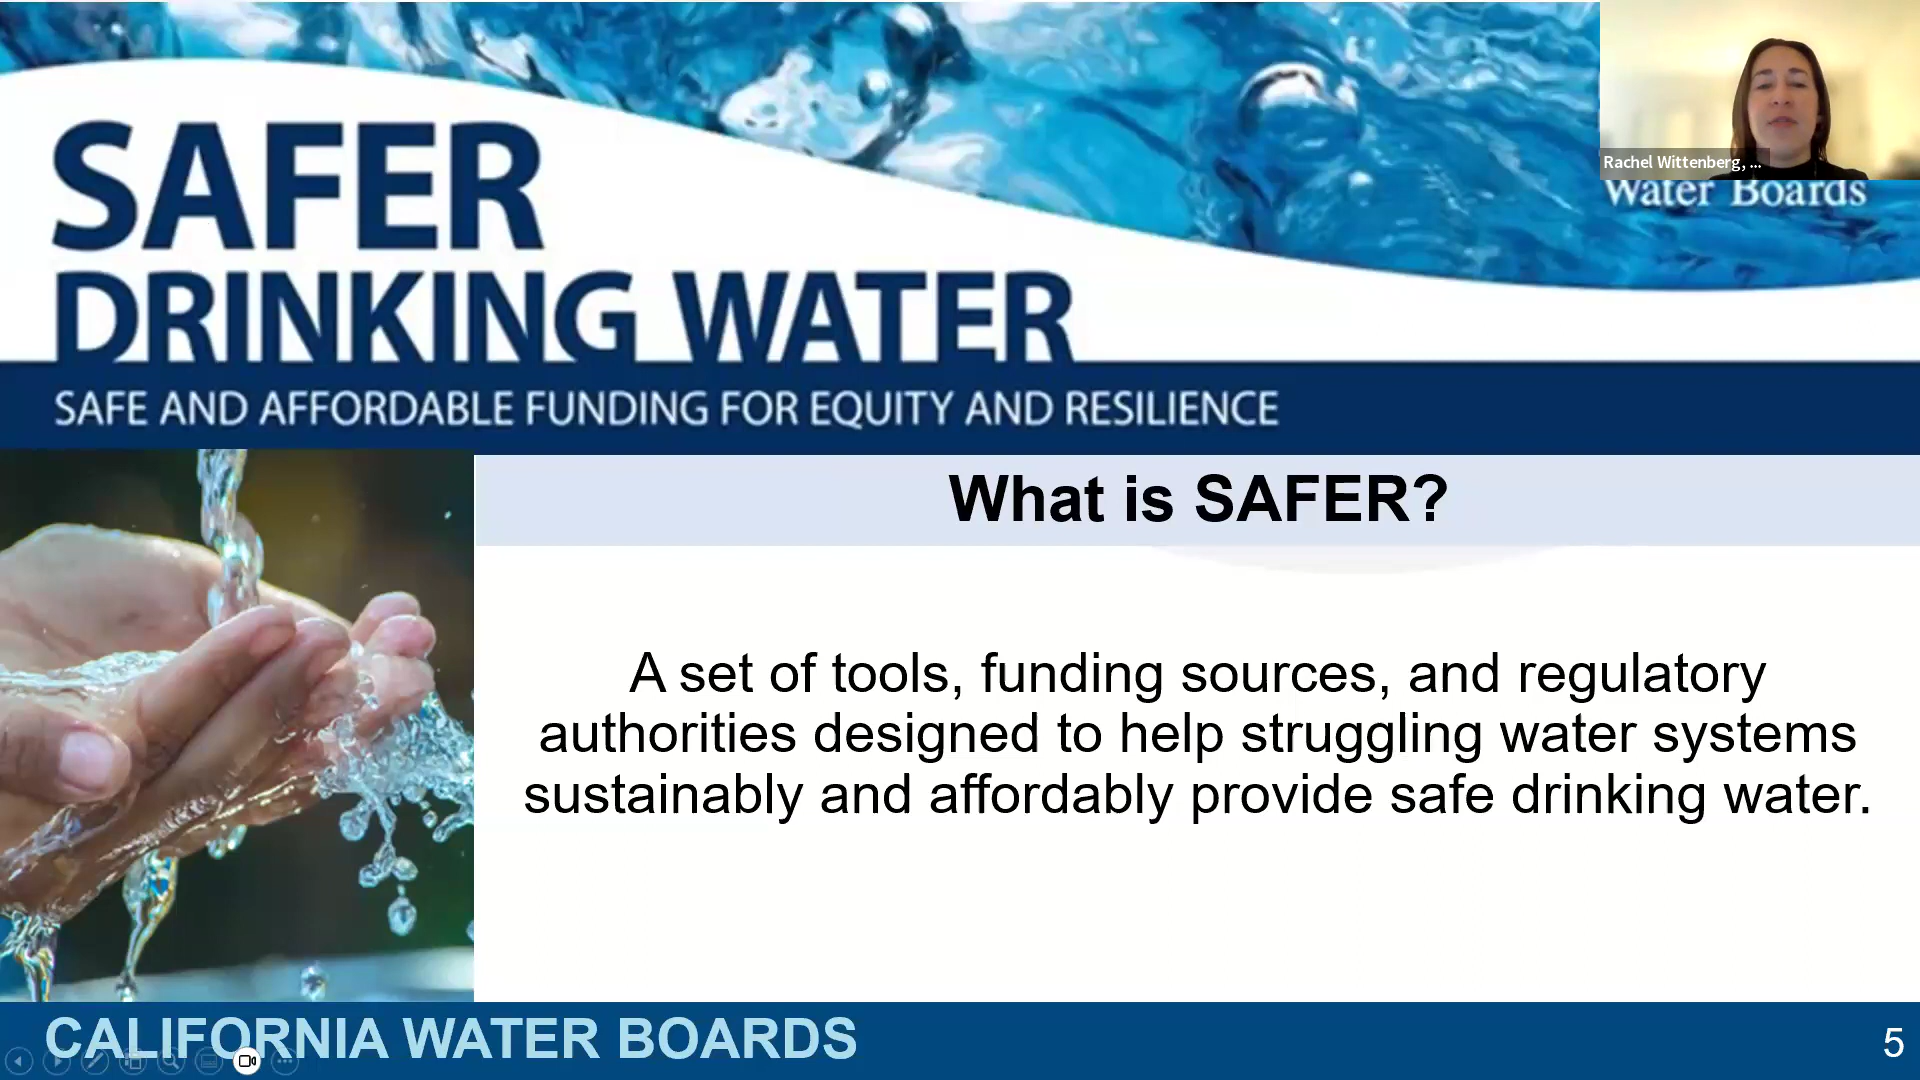 SAFER
DRINKING WATER
SAFE AND AFFORDABLE FUNDING FOR EQUITY AND RESILIENCE
Rachel Wittenberg, ...
Water Boards
What is SAFER?
A set of tools, funding sources, and regulatory
authorities designed to help struggling water systems
sustainably and affordably provide safe drinking water.
CALIFORNIA WATER BOARDS
5